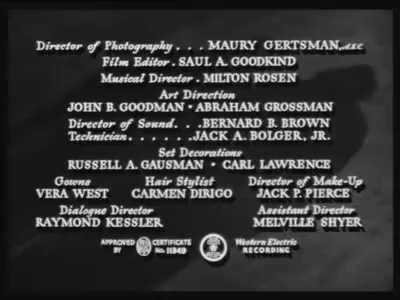 Director of Photography . . . MAURY GERTSMAN, A.S.C.
Film Editor . SAUL A. GOODKIND
Musical Director . MILTON ROSEN
Art Direction
JOHN B. GOODMAN • ABRAHAM GROSSMAN
Director of Sound . . . BERNARD B. BROWN
Technician . . . . . . JACK A. BOLGER, JR.
Set Decorations
RUSSELL A. GAUSMAN • CARL LAWRENCE
Gowns Hair Stylist Director of Make-Up
VERA WEST CARMEN DIRIGO JACK P. PIERCE
Dialogue Director Assistant Director
RAYMOND KESSLER MELVILLE SHYER
APPROVED CERTIFICATE Western Electric
BY No. 11349 RECORDING